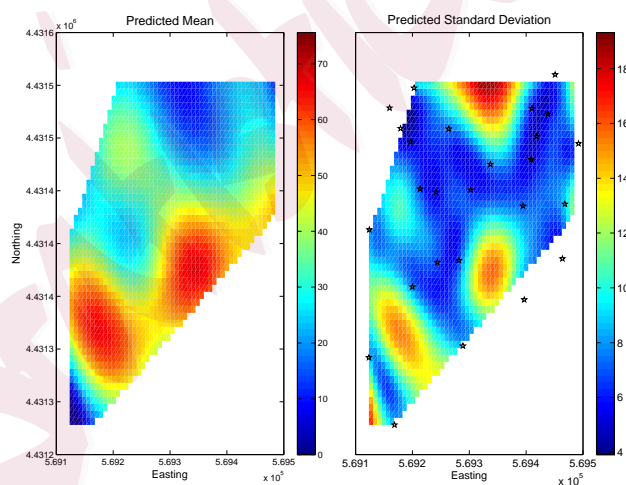 Predicted Mean
4.4316 x 10^6
4.4315
4.4315
4.4314
4.4314
4.4314
4.4313
4.4313
4.4312
Northing
5.691 5.692 5.693 5.694 5.695
Easting
x 10^5
70
60
50
40
30
20
10
0
Predicted Standard Deviation
5.691 5.692 5.693 5.694 5.695
Easting
x 10^5
18
16
14
12
10
8
6
4